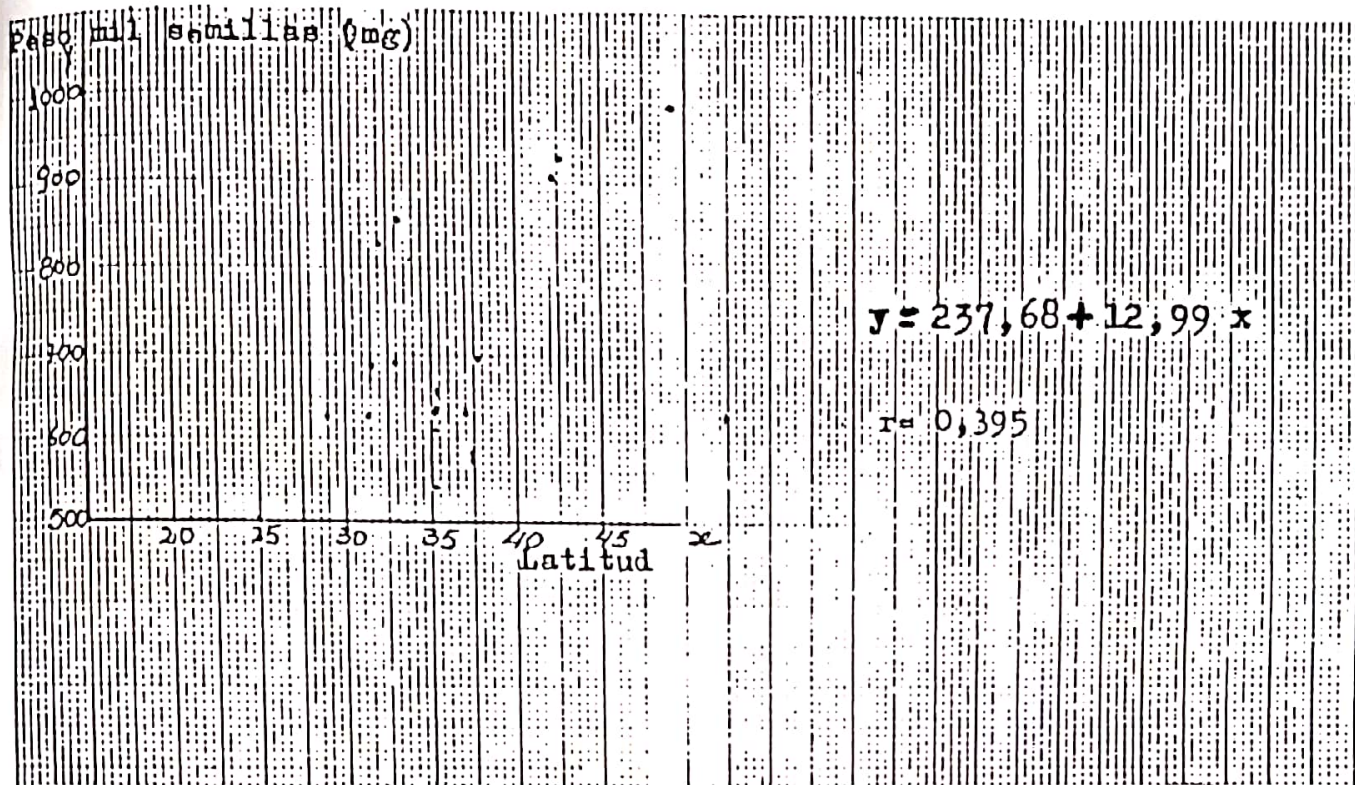 Peso mil semillas (mg)
y
1000
900
800
700
600
500
20 25 30 35 40 45 x
Latitud
y = 237,68 + 12,99 x
r = 0,395